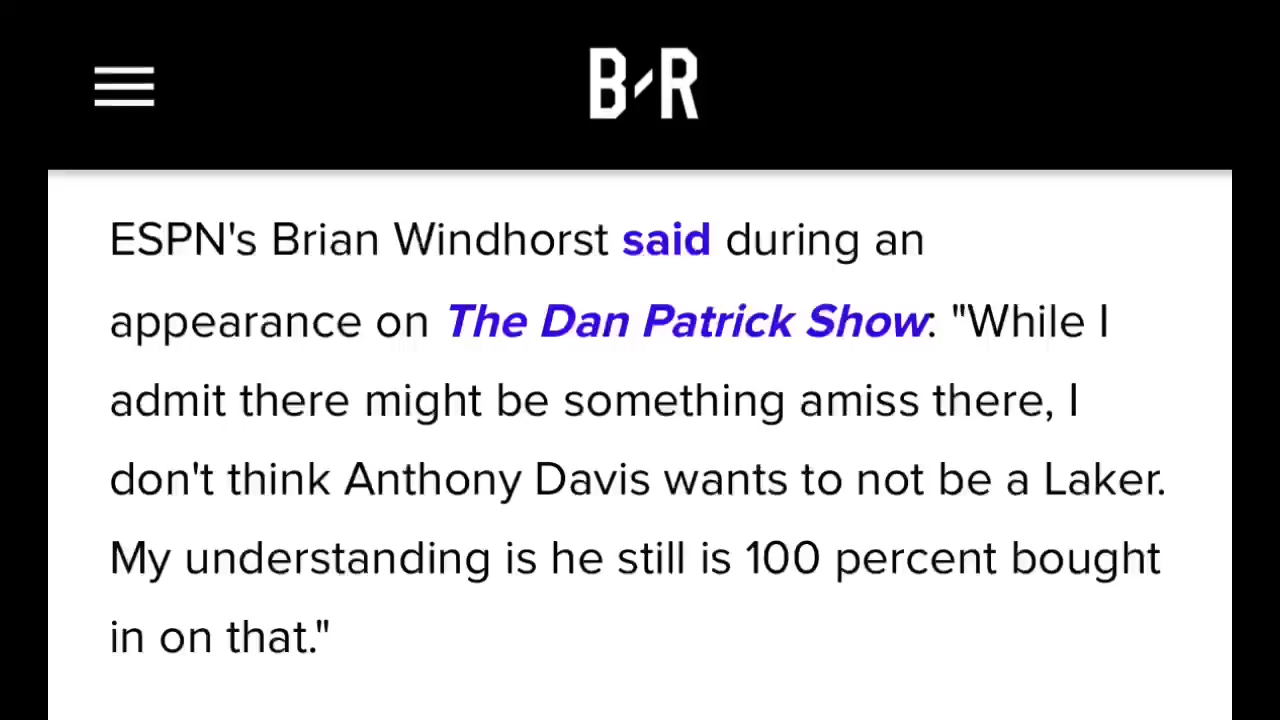 B/R
ESPN's Brian Windhorst said during an
appearance on The Dan Patrick Show: "While I
admit there might be something amiss there, I
don't think Anthony Davis wants to not be a Laker.
My understanding is he still is 100 percent bought
in on that."